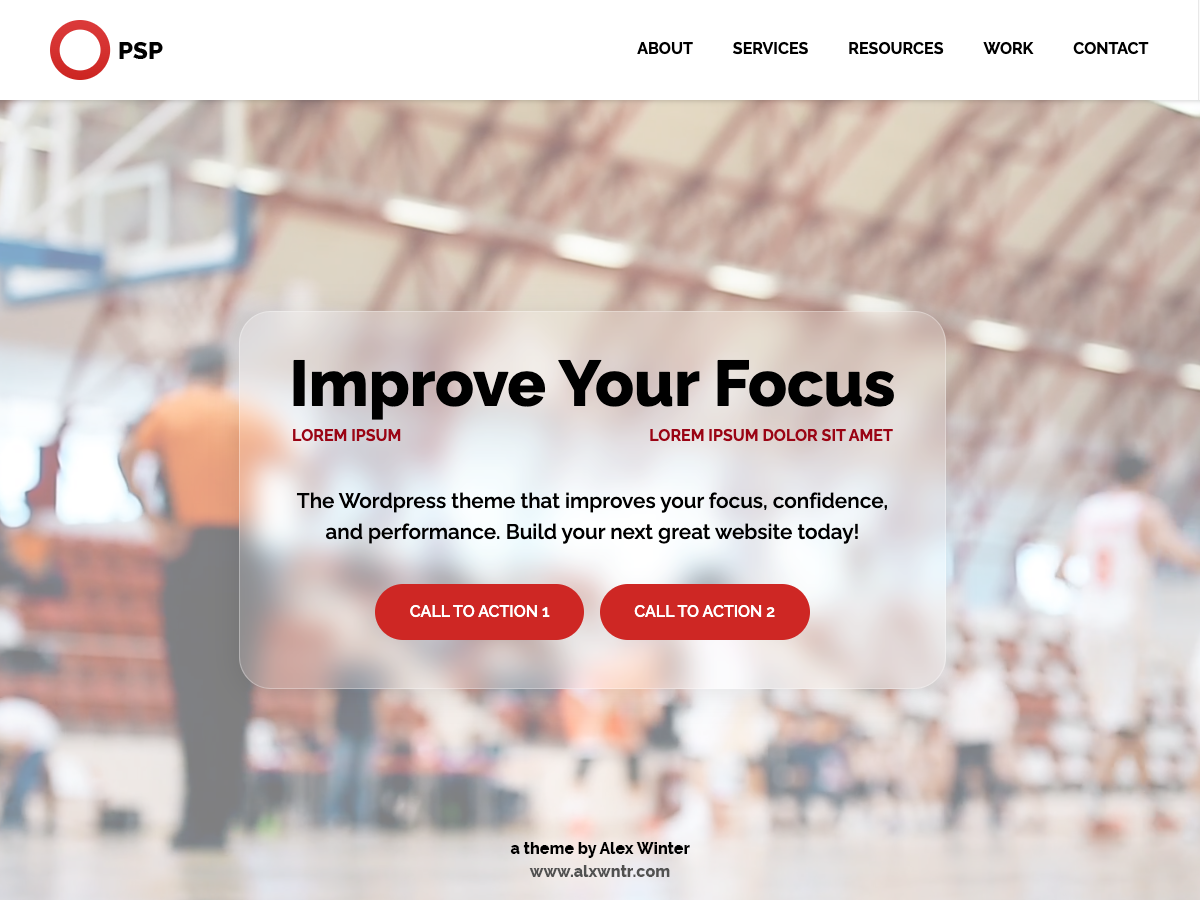 PSP
ABOUT SERVICES RESOURCES WORK CONTACT
Improve Your Focus
LOREM IPSUM LOREM IPSUM DOLOR SIT AMET
The Wordpress theme that improves your focus, confidence,
and performance. Build your next great website today!
CALL TO ACTION 1 CALL TO ACTION 2
a theme by Alex Winter
www.alxwntr.com